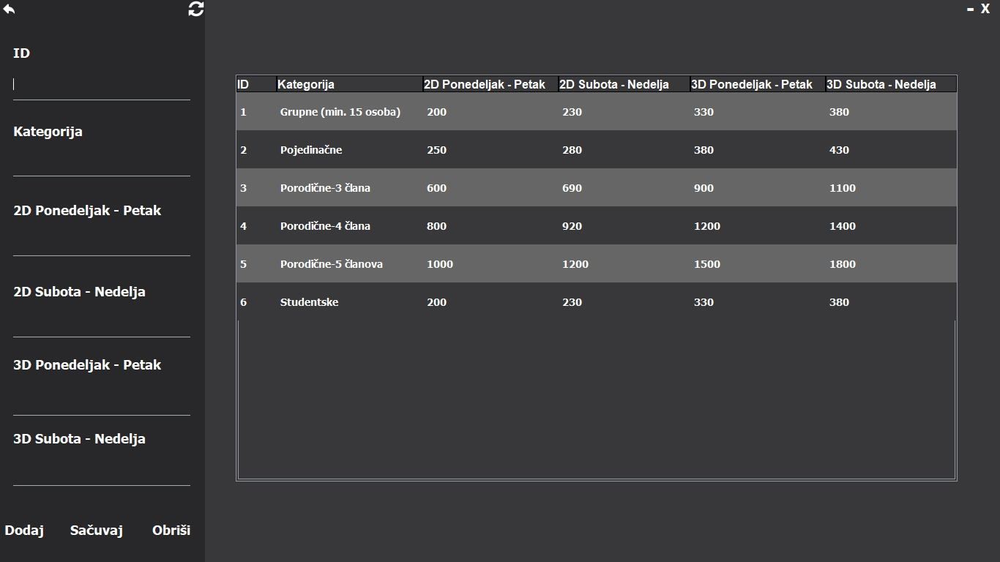 - X
ID
Kategorija
2D Ponedeljak - Petak
2D Subota - Nedelja
3D Ponedeljak - Petak
3D Subota - Nedelja
Dodaj Sačuvaj Obriši
ID Kategorija 2D Ponedeljak - Petak 2D Subota - Nedelja 3D Ponedeljak - Petak 3D Subota - Nedelja
1 Grupne (min. 15 osoba) 200 230 330 380
2 Pojedinačne 250 280 380 430
3 Porodične-3 člana 600 690 900 1100
4 Porodične-4 člana 800 920 1200 1400
5 Porodične-5 članova 1000 1200 1500 1800
6 Studentske 200 230 330 380